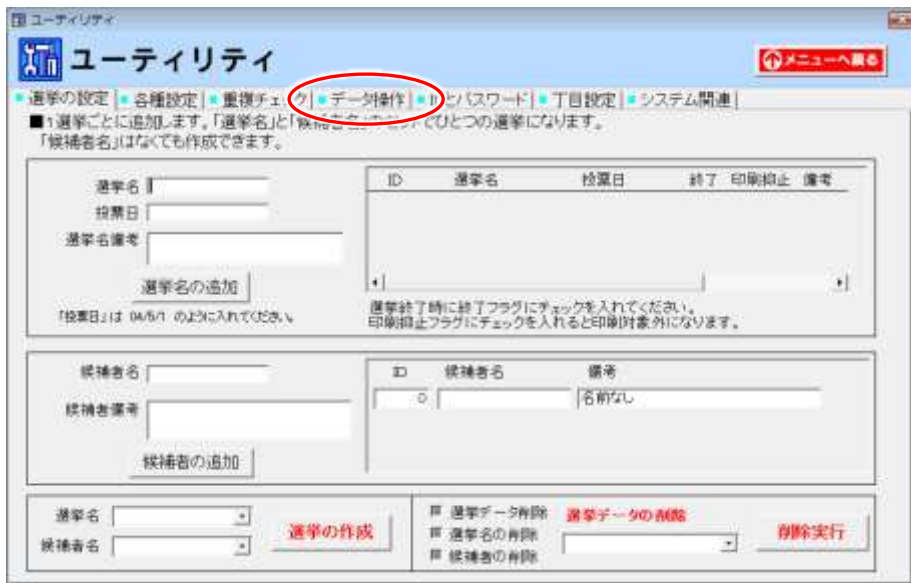 ユーティリティ
ユーティリティ
メニューへ戻る
選挙の設定 各種設定 重複チェック データ操作 IDとパスワード 丁目設定 システム関連
■1選挙ごとに追加します。「選挙名」と「候補者名」のセットでひとつの選挙になります。
「候補者名」はなくても作成できます。
選挙名
投票日
選挙名備考
選挙名の追加
「投票日」は 04/5/1 のように入れてください。
ID 選挙名 投票日 終了 印刷抑止 備考
選挙終了時に終了フラグにチェックを入れてください。
印刷抑止フラグにチェックを入れると印刷対象外になります。
候補者名
候補者備考
候補者の追加
ID 候補者名 備考
0 名前なし
選挙名
候補者名
選挙の作成
選挙データ削除
選挙名の削除
候補者の削除
選挙データの削除
削除実行